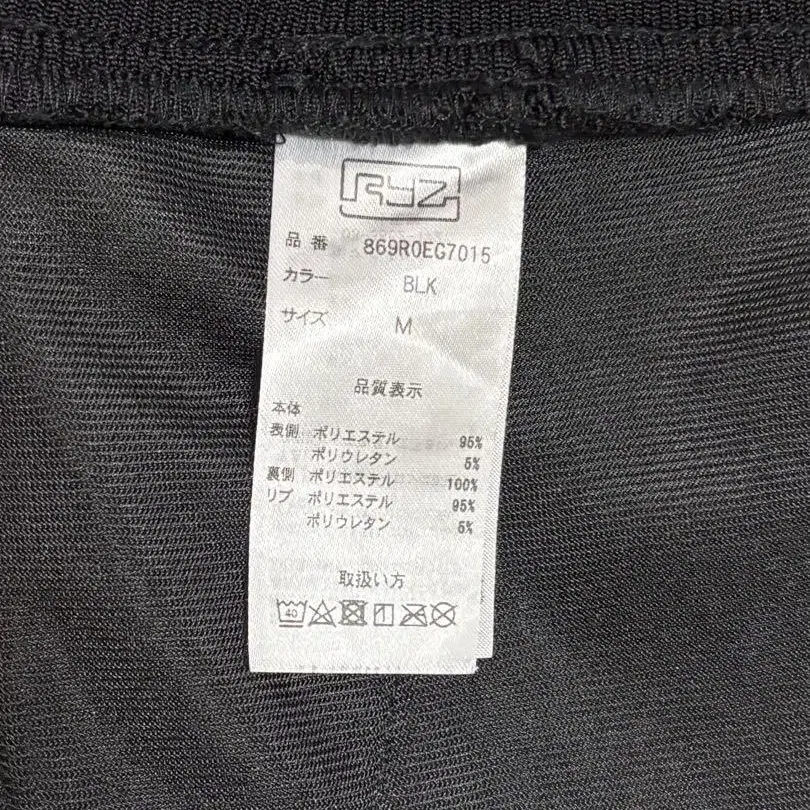 RYZ
品番 869R0EG7015
カラー BLK
サイズ M
品質表示
本体
表側 ポリエステル 95%
ポリウレタン 5%
裏側 ポリエステル 100%
リブ ポリエステル 95%
ポリウレタン 5%
取扱い方
40